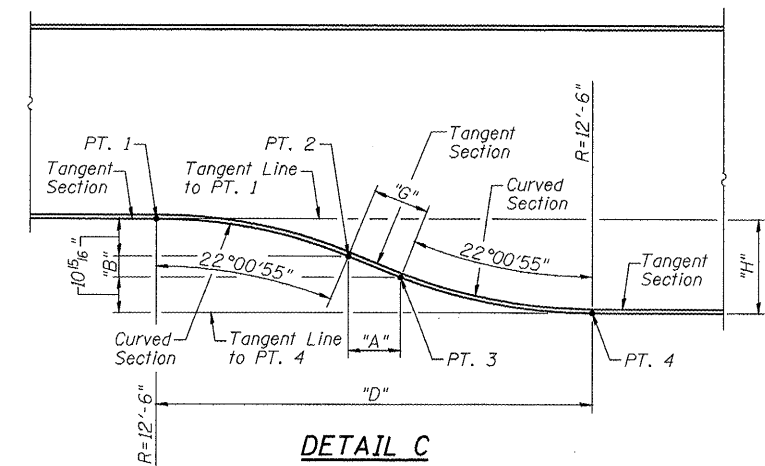 PT. 1
PT. 2
Tangent
Section
R=12'-6"
Tangent
Section
Tangent Line
to PT. 1
"G"
Curved
Section
10 15/16"
"B"
22°00'55"
22°00'55"
Tangent
Section
"H"
Curved
Section
Tangent Line
to PT. 4
"A"
PT. 3
PT. 4
"D"
R=12'-6"
DETAIL C